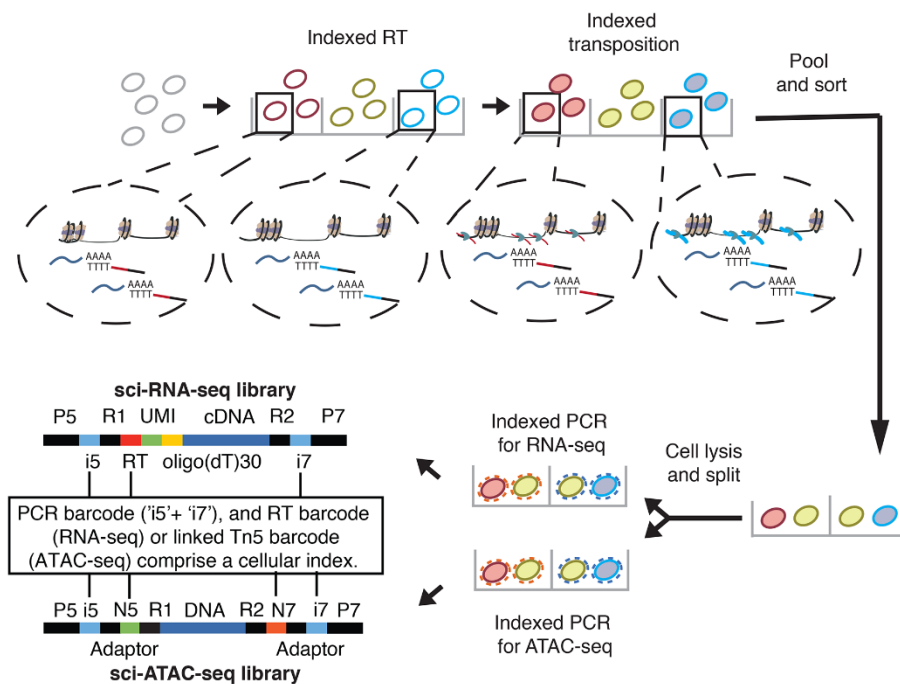 Indexed RT
Indexed
transposition
Pool
and sort
AAAA
TTTT
AAAA
TTTT
AAAA
TTTT
AAAA
TTTT
AAAA
TTTT
AAAA
TTTT
AAAA
TTTT
AAAA
TTTT
sci-RNA-seq library
P5 R1 UMI cDNA R2 P7
i5 RT oligo(dT)30 i7
PCR barcode ('i5'+ 'i7'), and RT barcode
(RNA-seq) or linked Tn5 barcode
(ATAC-seq) comprise a cellular index.
P5 i5 N5 R1 DNA R2 N7 i7 P7
Adaptor Adaptor
sci-ATAC-seq library
Indexed PCR
for RNA-seq
Cell lysis
and split
Indexed PCR
for ATAC-seq